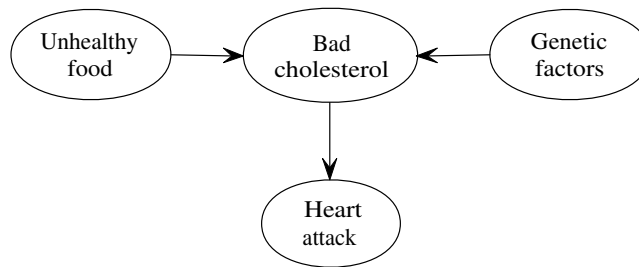 Unhealthy
food
Bad
cholesterol
Genetic
factors
Heart
attack